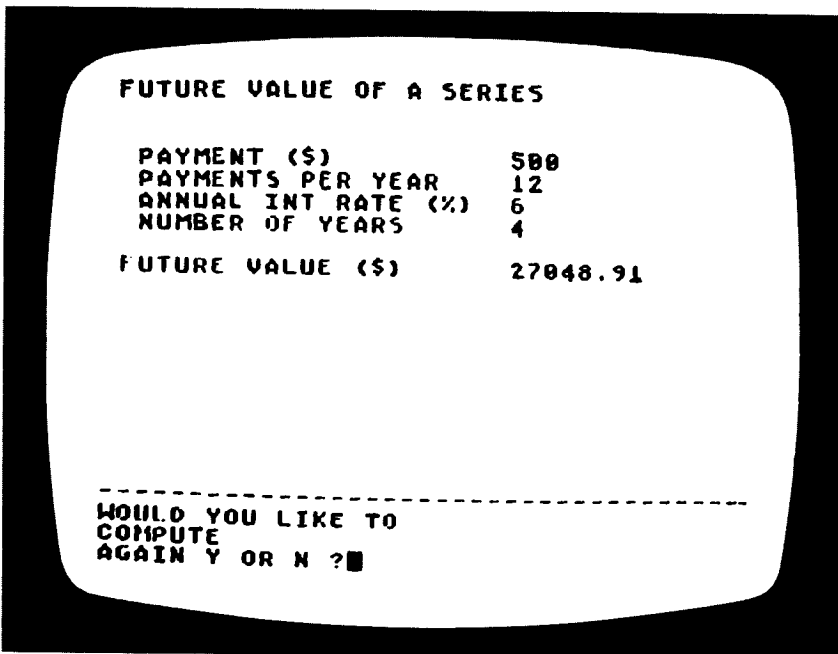 FUTURE VALUE OF A SERIES
PAYMENT ($) 500
PAYMENTS PER YEAR 12
ANNUAL INT RATE (%) 6
NUMBER OF YEARS 4
FUTURE VALUE ($) 27048.91
WOULD YOU LIKE TO
COMPUTE
AGAIN Y OR N ?